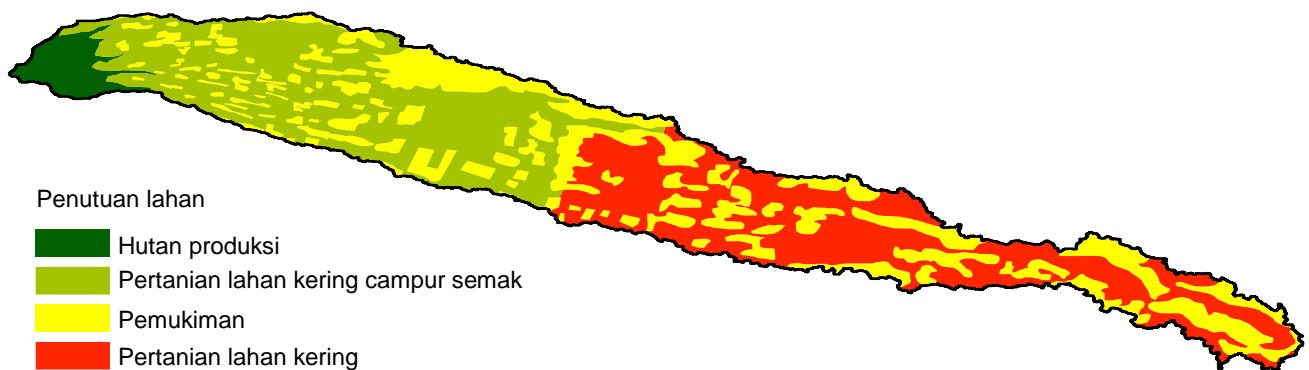 Penutuan lahan
Hutan produksi
Pertanian lahan kering campur semak
Pemukiman
Pertanian lahan kering